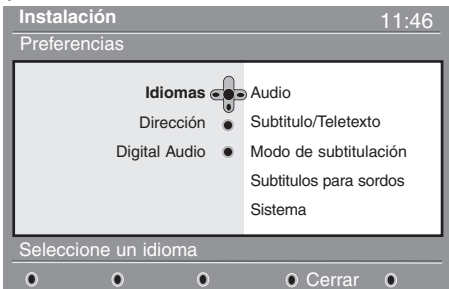 Instalación 11:46
Preferencias
Idiomas Audio
Dirección Subtitulo/Teletexto
Digital Audio Modo de subtitulación
Subtitulos para sordos
Sistema
Seleccione un idioma
Cerrar